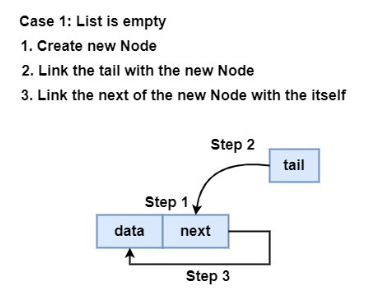 Case 1: List is empty
1. Create new Node
2. Link the tail with the new Node
3. Link the next of the new Node with the itself
Step 2
tail
Step 1
data
next
Step 3